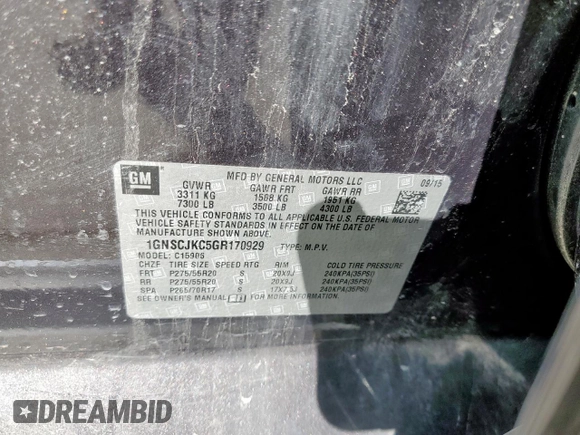 GM
MFD BY GENERAL MOTORS LLC
09/15
GVWR GAWR FRT GAWR RR
3311 KG 1588 KG 1951 KG
7300 LB 3500 LB 4300 LB
THIS VEHICLE CONFORMS TO ALL APPLICABLE U.S. FEDERAL MOTOR
VEHICLE SAFETY STANDARDS IN EFFECT ON THE DATE
OF MANUFACTURE SHOWN ABOVE.
1GNSCJKC5GR170929 TYPE: M.P.V.
MODEL: C15906
CHZF TIRE SIZE SPEED RTG RIM COLD TIRE PRESSURE
FRT P275/55R20 S 20X9J 240KPA(35PSI)
RR P275/55R20 S 20X9J 240KPA(35PSI)
SPA P265/70R17 S 17X7.5J 240KPA(35PSI)
SEE OWNER'S MANUAL FOR MORE INFORMATION.
DREAMBID